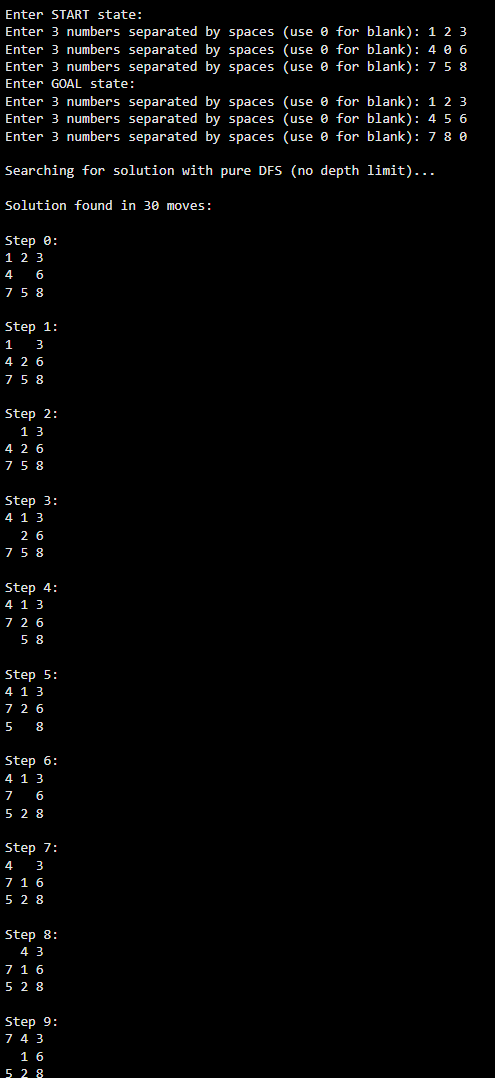 Enter START state:
Enter 3 numbers separated by spaces (use 0 for blank): 1 2 3
Enter 3 numbers separated by spaces (use 0 for blank): 4 0 6
Enter 3 numbers separated by spaces (use 0 for blank): 7 5 8
Enter GOAL state:
Enter 3 numbers separated by spaces (use 0 for blank): 1 2 3
Enter 3 numbers separated by spaces (use 0 for blank): 4 5 6
Enter 3 numbers separated by spaces (use 0 for blank): 7 8 0

Searching for solution with pure DFS (no depth limit)...

Solution found in 30 moves:

Step 0:
1 2 3
4   6
7 5 8

Step 1:
1   3
4 2 6
7 5 8

Step 2:
  1 3
4 2 6
7 5 8

Step 3:
4 1 3
  2 6
7 5 8

Step 4:
4 1 3
7 2 6
  5 8

Step 5:
4 1 3
7 2 6
5   8

Step 6:
4 1 3
7   6
5 2 8

Step 7:
4   3
7 1 6
5 2 8

Step 8:
  4 3
7 1 6
5 2 8

Step 9:
7 4 3
  1 6
5 2 8